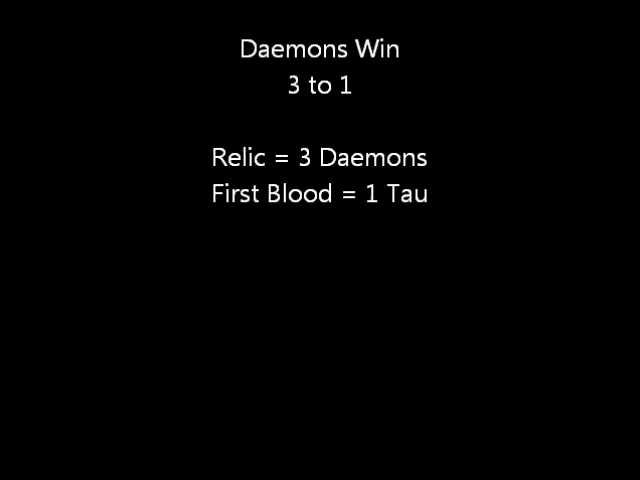 Daemons Win
3 to 1
Relic = 3 Daemons
First Blood = 1 Tau